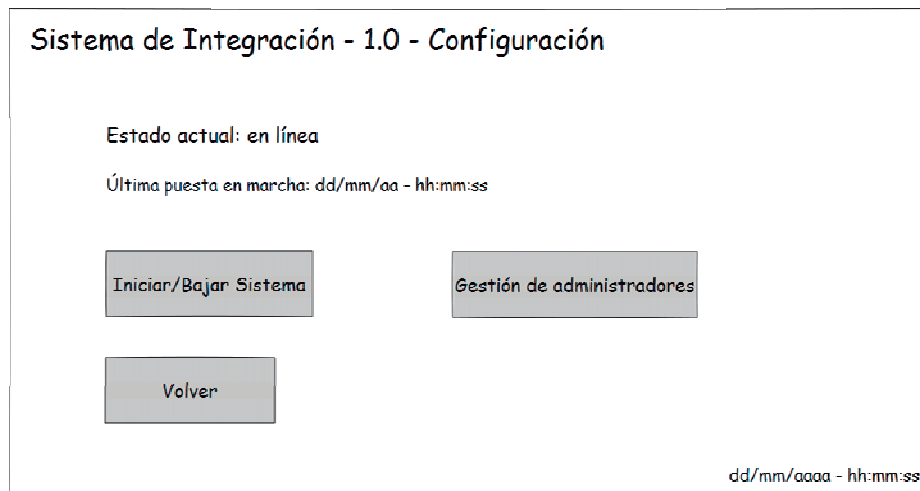 Sistema de Integración - 1.0 - Configuración
Estado actual: en línea
Última puesta en marcha: dd/mm/aa - hh:mm:ss
Iniciar/Bajar Sistema
Gestión de administradores
Volver
dd/mm/aaaa - hh:mm:ss